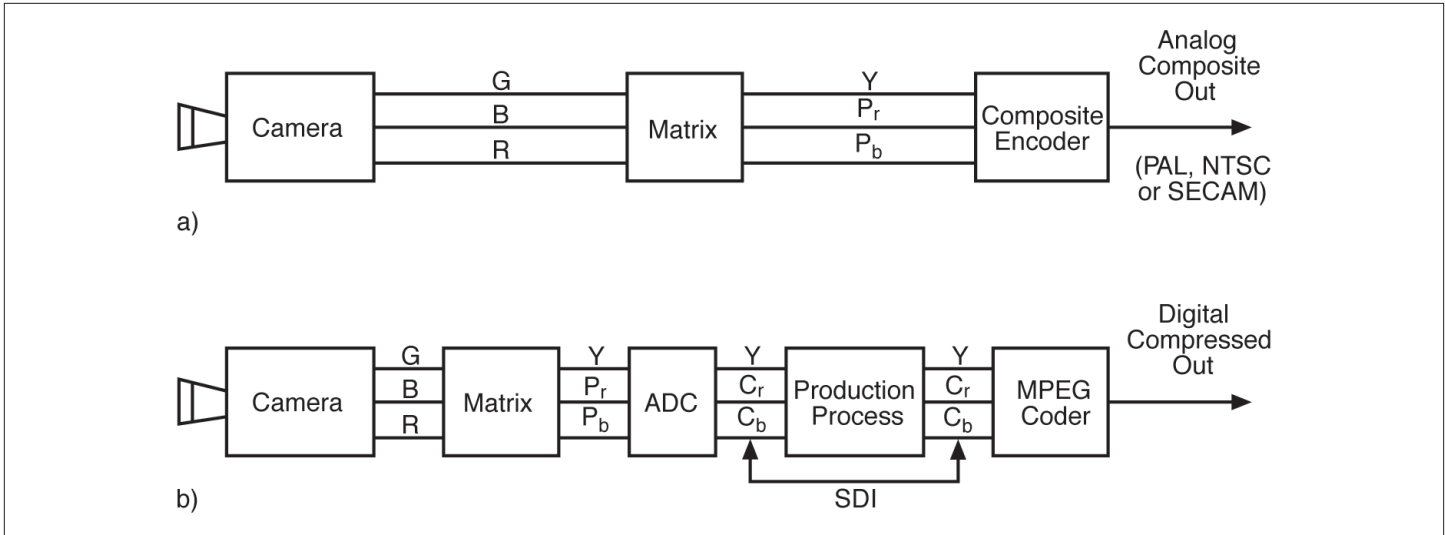 Analog
Composite
Out
G
B
R
Y
Pr
Pb
Camera
Matrix
Composite
Encoder
(PAL, NTSC
or SECAM)
a)
Digital
Compressed
Out
G
B
R
Y
Pr
Pb
Y
Cr
Cb
Y
Cr
Cb
Camera
Matrix
ADC
Production
Process
MPEG
Coder
SDI
b)